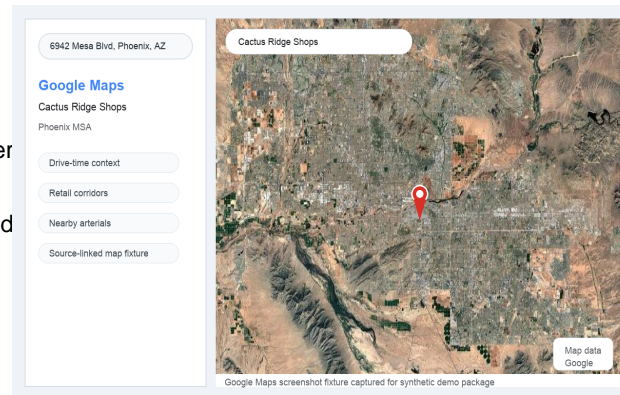 6942 Mesa Blvd, Phoenix, AZ
Google Maps
Cactus Ridge Shops
Phoenix MSA
er
Drive-time context
Retail corridors
d
Nearby arterials
Source-linked map fixture
Cactus Ridge Shops
Map data
Google
Google Maps screenshot fixture captured for synthetic demo package